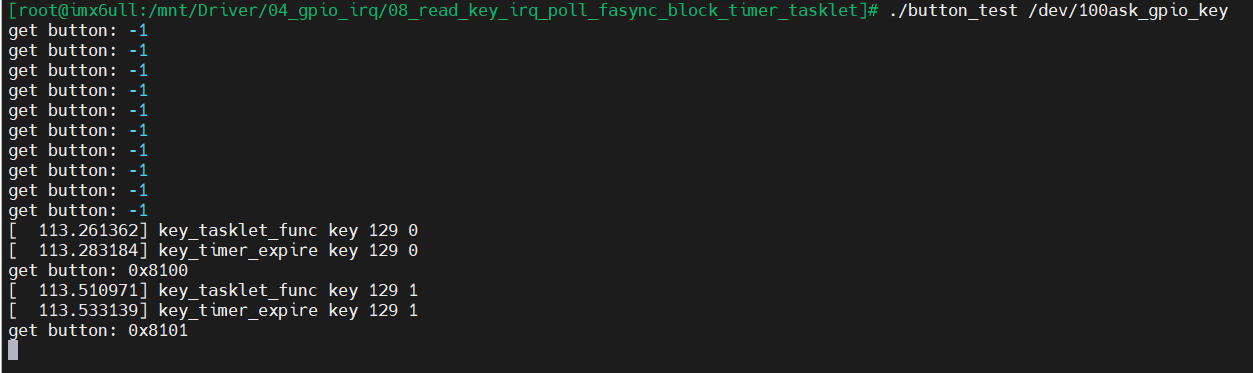 [root@imx6ull:/mnt/Driver/04_gpio_irq/08_read_key_irq_poll_fasync_block_timer_tasklet]# ./button_test /dev/100ask_gpio_key
get button: -1
get button: -1
get button: -1
get button: -1
get button: -1
get button: -1
get button: -1
get button: -1
get button: -1
get button: -1
[  113.261362] key_tasklet_func key 129 0
[  113.283184] key_timer_expire key 129 0
get button: 0x8100
[  113.510971] key_tasklet_func key 129 1
[  113.533139] key_timer_expire key 129 1
get button: 0x8101